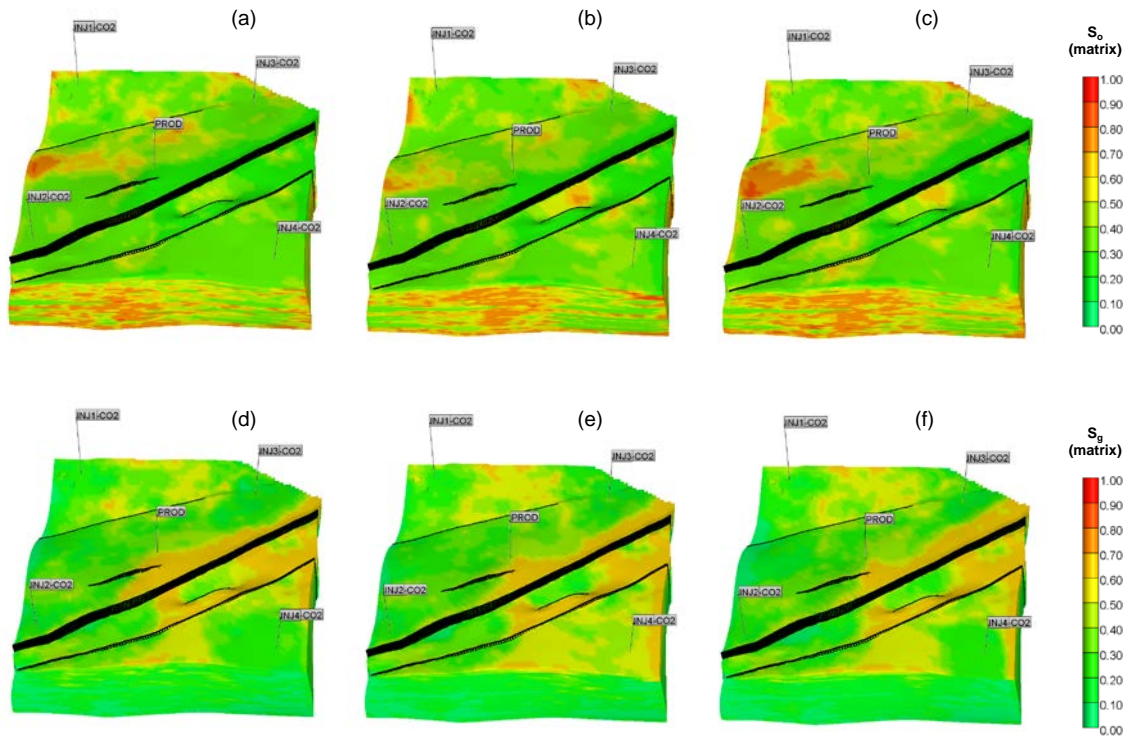 (a)
(b)
(c)
INJ1-CO2
INJ3-CO2
PROD
INJ2-CO2
INJ4-CO2
INJ1-CO2
INJ3-CO2
PROD
INJ2-CO2
INJ4-CO2
INJ1-CO2
INJ3-CO2
PROD
INJ2-CO2
INJ4-CO2
So
(matrix)
1.00
0.90
0.80
0.70
0.60
0.50
0.40
0.30
0.20
0.10
0.00
(d)
(e)
(f)
INJ1-CO2
INJ3-CO2
PROD
INJ2-CO2
INJ4-CO2
INJ1-CO2
INJ3-CO2
PROD
INJ2-CO2
INJ4-CO2
INJ1-CO2
INJ3-CO2
PROD
INJ2-CO2
INJ4-CO2
Sg
(matrix)
1.00
0.90
0.80
0.70
0.60
0.50
0.40
0.30
0.20
0.10
0.00